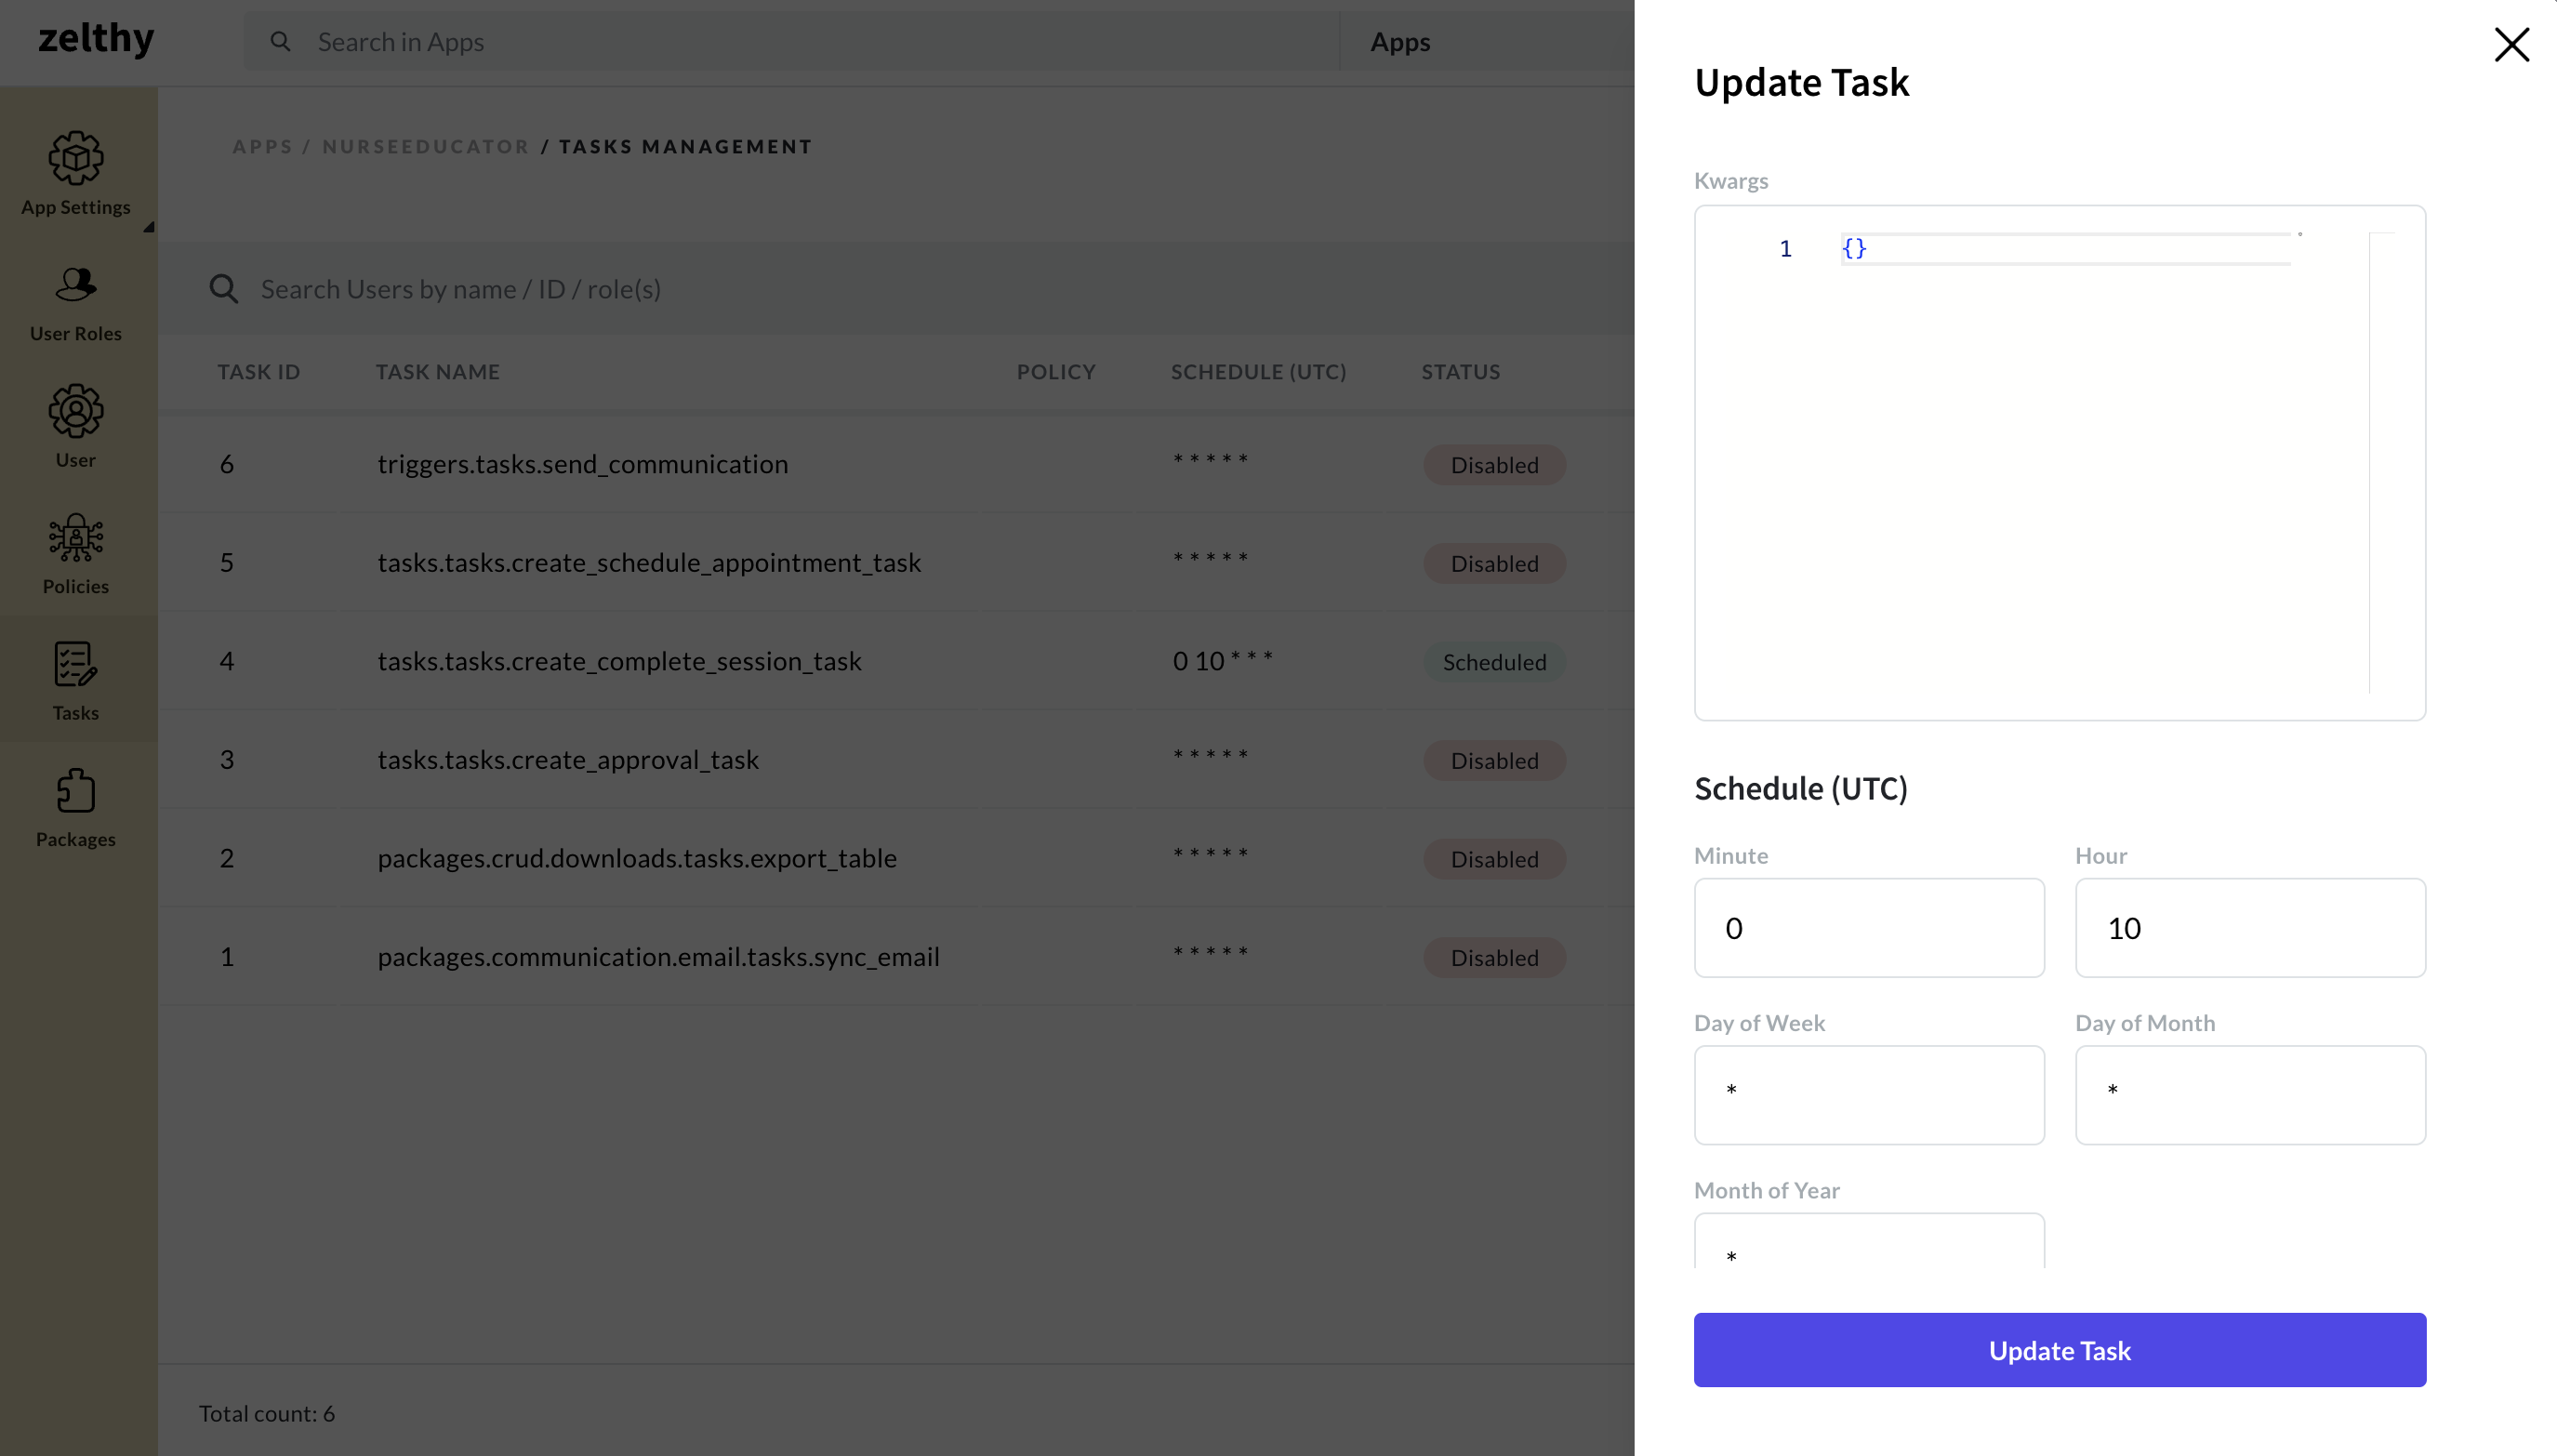 zelthy
Search in Apps
Apps
App Settings
User Roles
User
Policies
Tasks
Packages
APPS / NURSEEDUCATOR / TASKS MANAGEMENT
Search Users by name / ID / role(s)
TASK ID TASK NAME POLICY SCHEDULE (UTC) STATUS
6 triggers.tasks.send_communication * * * * * Disabled
5 tasks.tasks.create_schedule_appointment_task * * * * * Disabled
4 tasks.tasks.create_complete_session_task 0 10 * * * Scheduled
3 tasks.tasks.create_approval_task * * * * * Disabled
2 packages.crud.downloads.tasks.export_table * * * * * Disabled
1 packages.communication.email.tasks.sync_email * * * * * Disabled
Total count: 6
Update Task
Kwargs
1 {}
Schedule (UTC)
Minute Hour
0 10
Day of Week Day of Month
* *
Month of Year
*
Update Task